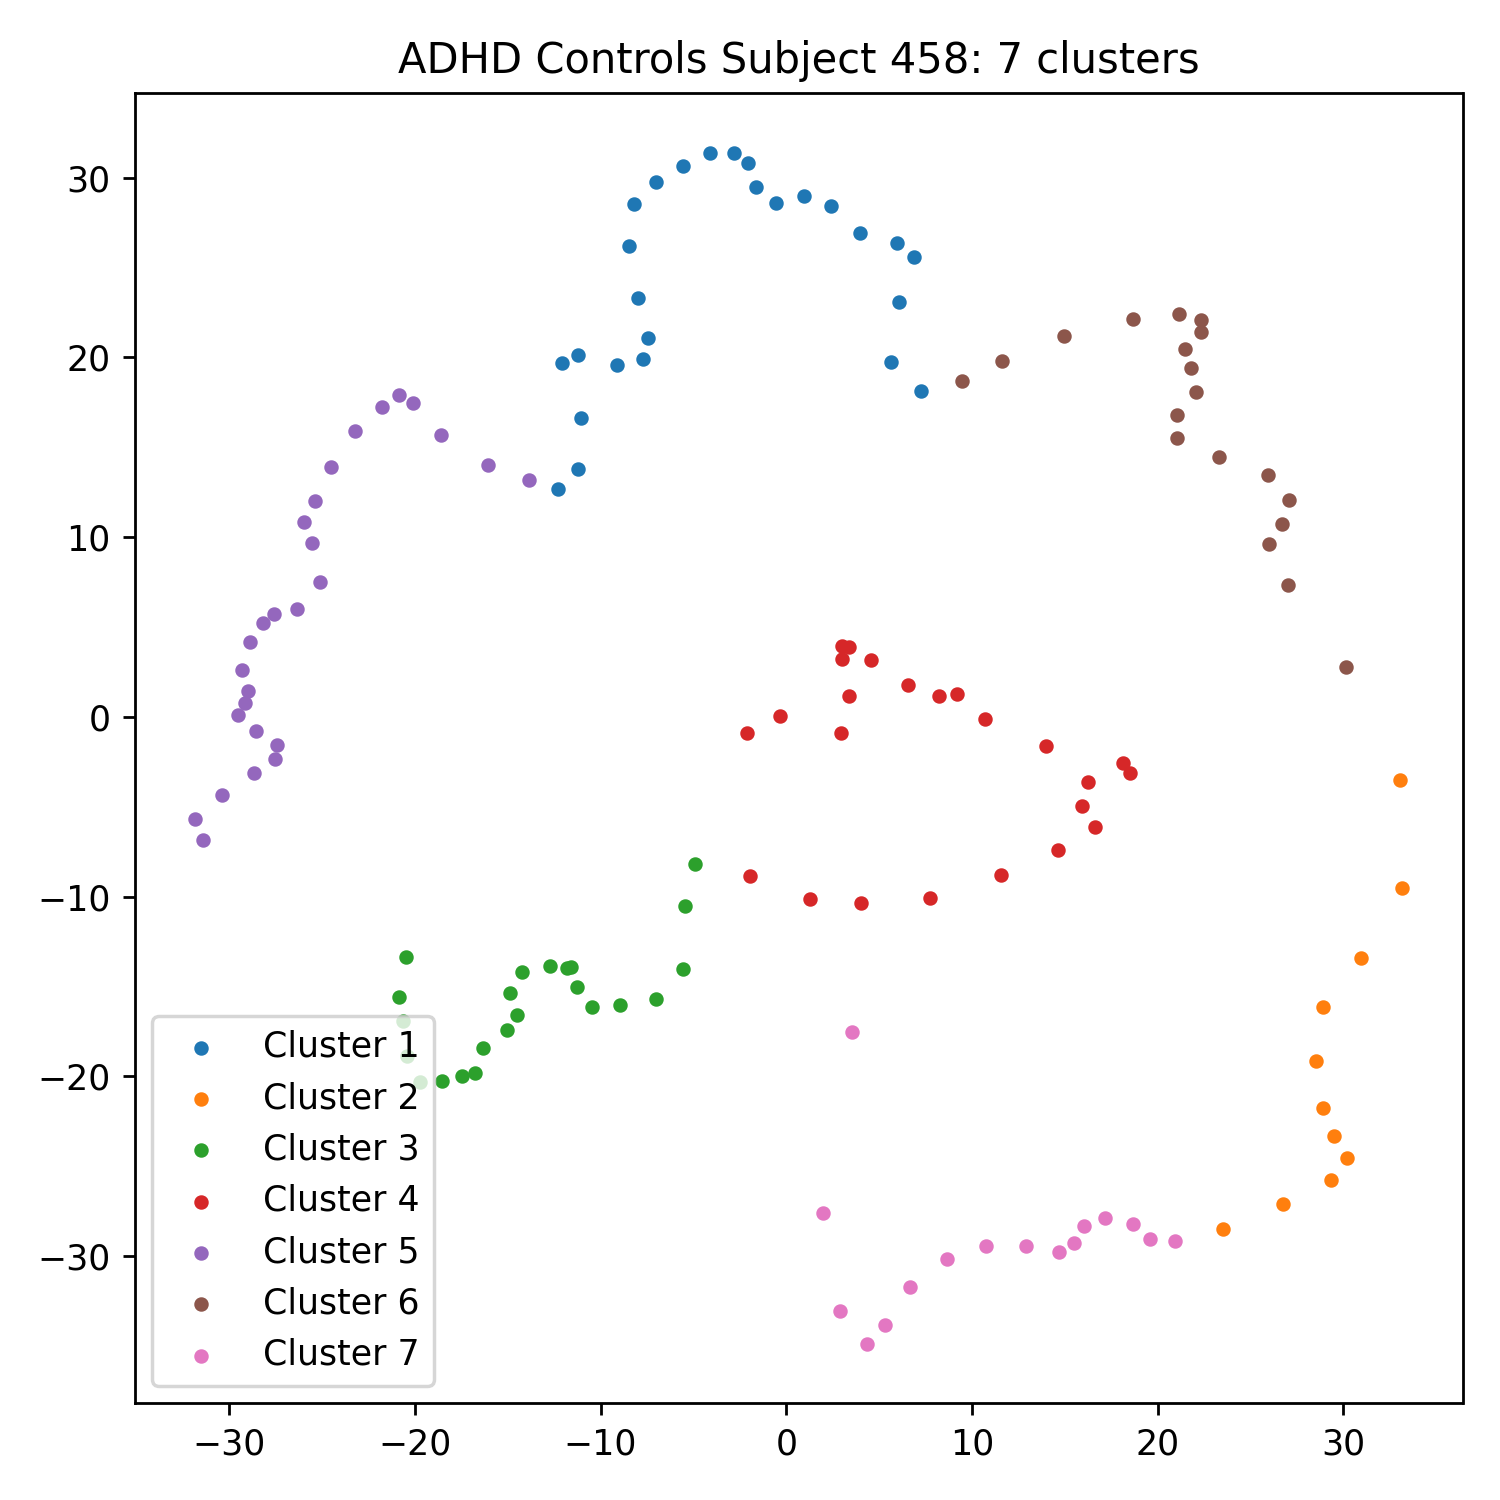 ADHD Controls Subject 458: 7 clusters
30
20
10
0
−10
−20
−30
Cluster 1
Cluster 2
Cluster 3
Cluster 4
Cluster 5
Cluster 6
Cluster 7
−30 −20 −10 0 10 20 30